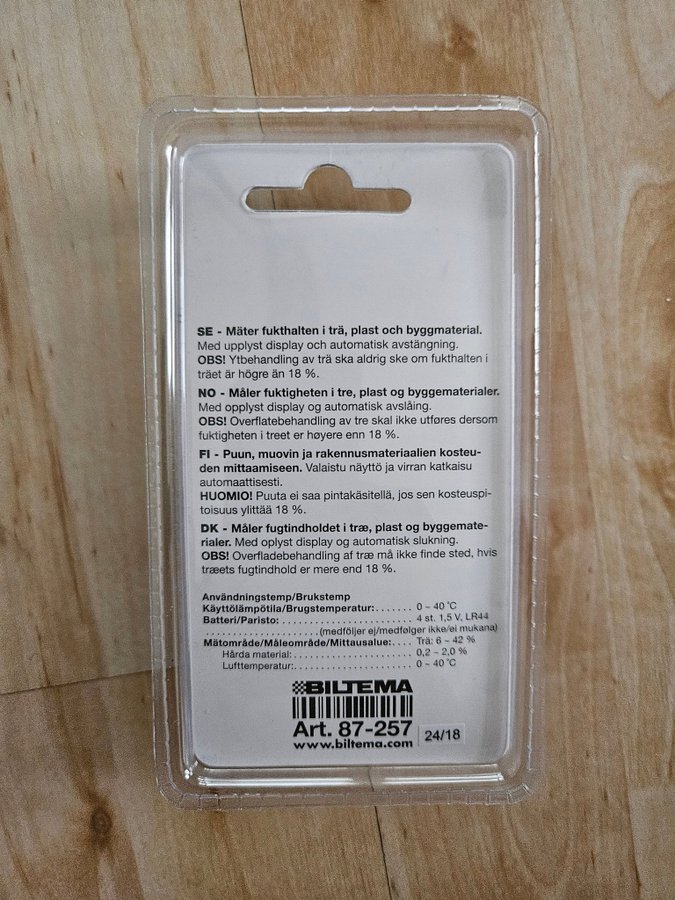 SE - Mäter fukthalten i trä, plast och byggmaterial.
Med upplyst display och automatisk avstängning.
OBS! Ytbehandling av trä ska aldrig ske om fukthalten i
träet är högre än 18 %.
NO - Måler fuktigheten i tre, plast og byggematerialer.
Med opplyst display og automatisk avslåing.
OBS! Overflatebehandling av tre skal ikke utføres dersom
fuktigheten i treet er høyere enn 18 %.
FI - Puun, muovin ja rakennusmateriaalien kosteu-
den mittaamiseen. Valaistu näyttö ja virran katkaisu
automaattisesti.
HUOMIO! Puuta ei saa pintakäsitellä, jos sen kosteuspi-
toisuus ylittää 18 %.
DK - Måler fugtindholdet i træ, plast og byggemate-
rialer. Med oplyst display og automatisk slukning.
OBS! Overfladebehandling af træ må ikke finde sted, hvis
træets fugtindhold er mere end 18 %.
Användningstemp/Brukstemp
Käyttölämpötila/Brugstemperatur:....... 0 ~ 40 °C
Batteri/Paristo: .......................... 4 st. 1,5 V, LR44
......................(medföljer ej/medfølger ikke/ei mukana)
Mätområde/Måleområde/Mittausalue:.... Trä: 6 ~ 42 %
Hårda material:........................ 0,2 ~ 2,0 %
Lufttemperatur:........................ 0 ~ 40 °C
BILTEMA
Art. 87-257
24/18
www.biltema.com